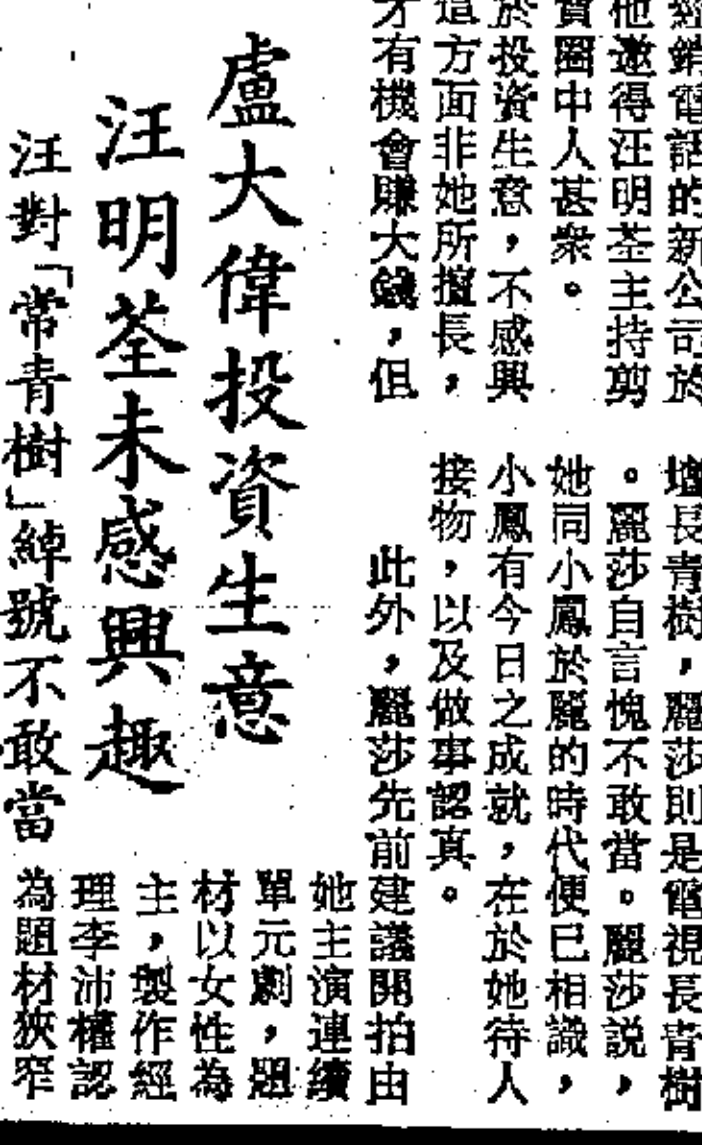 盧大偉投資生意
汪明荃未感興趣
汪對「常青樹」綽號不敢當
經銷電話的新公司於
他邀得汪明荃主持剪
賀圈中人甚衆。
於投資生意，不感興
這方面非她所擅長，
才有機會賺大錢，但
壇長青樹，麗莎則是電視長青樹
。麗莎自言愧不敢當。麗莎説，
她同小鳳於麗的時代便已相識，
小鳳有今日之成就，在於她待人
接物，以及做事認真。
此外，麗莎先前建議開拍由
她主演連續
單元劇，題
材以女性為
主，製作經
理李沛權認
為題材狹窄